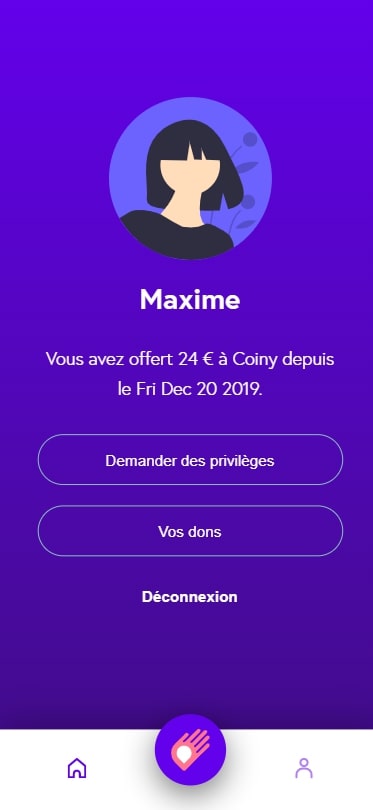 Maxime
Vous avez offert 24 € à Coiny depuis
le Fri Dec 20 2019.
Demander des privilèges
Vos dons
Déconnexion